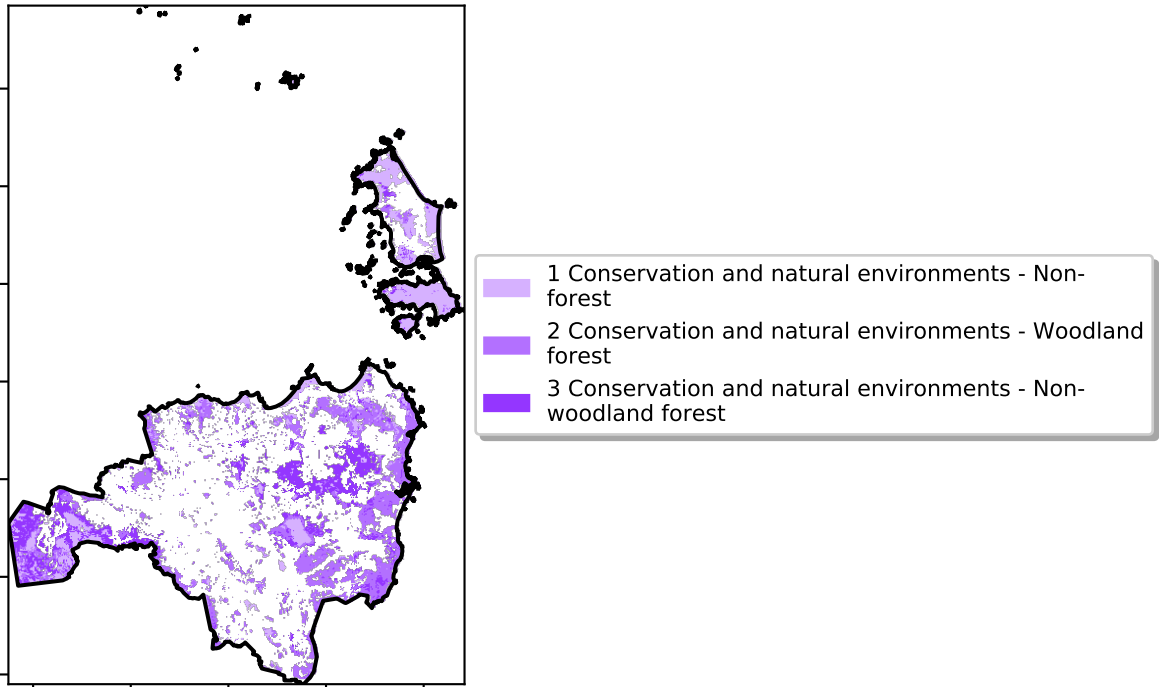 1 Conservation and natural environments - Non-
forest
2 Conservation and natural environments - Woodland
forest
3 Conservation and natural environments - Non-
woodland forest